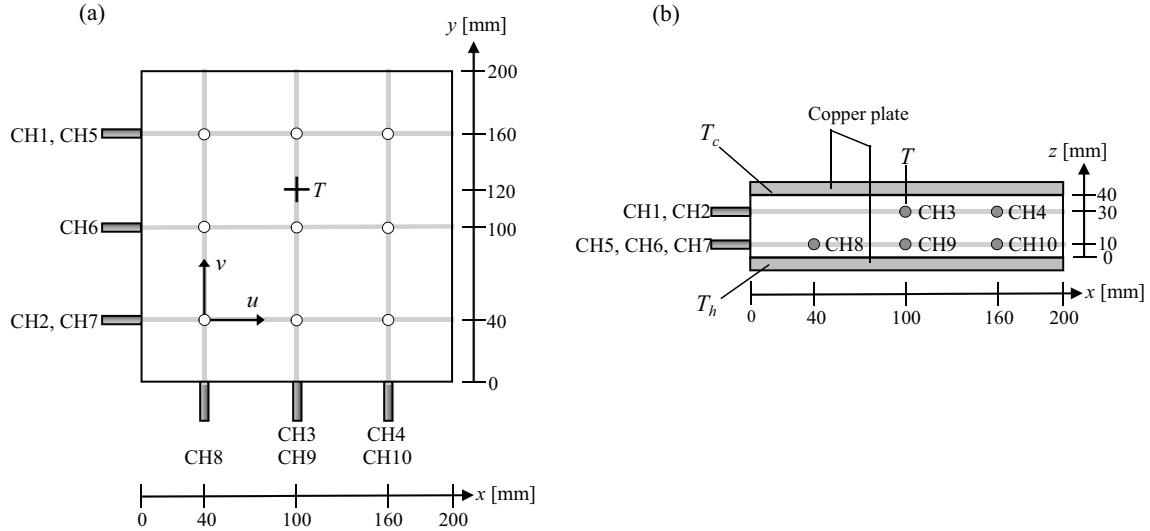 (a)
y [mm]
200
CH1, CH5
160
T
120
CH6
100
v
u
CH2, CH7
40
0
CH3
CH4
CH8
CH9
CH10
x [mm]
0
40
100
160
200
(b)
Copper plate
T_c
T
z [mm]
40
CH1, CH2
CH3
CH4
30
CH5, CH6, CH7
CH8
CH9
CH10
10
0
T_h
x [mm]
0
40
100
160
200